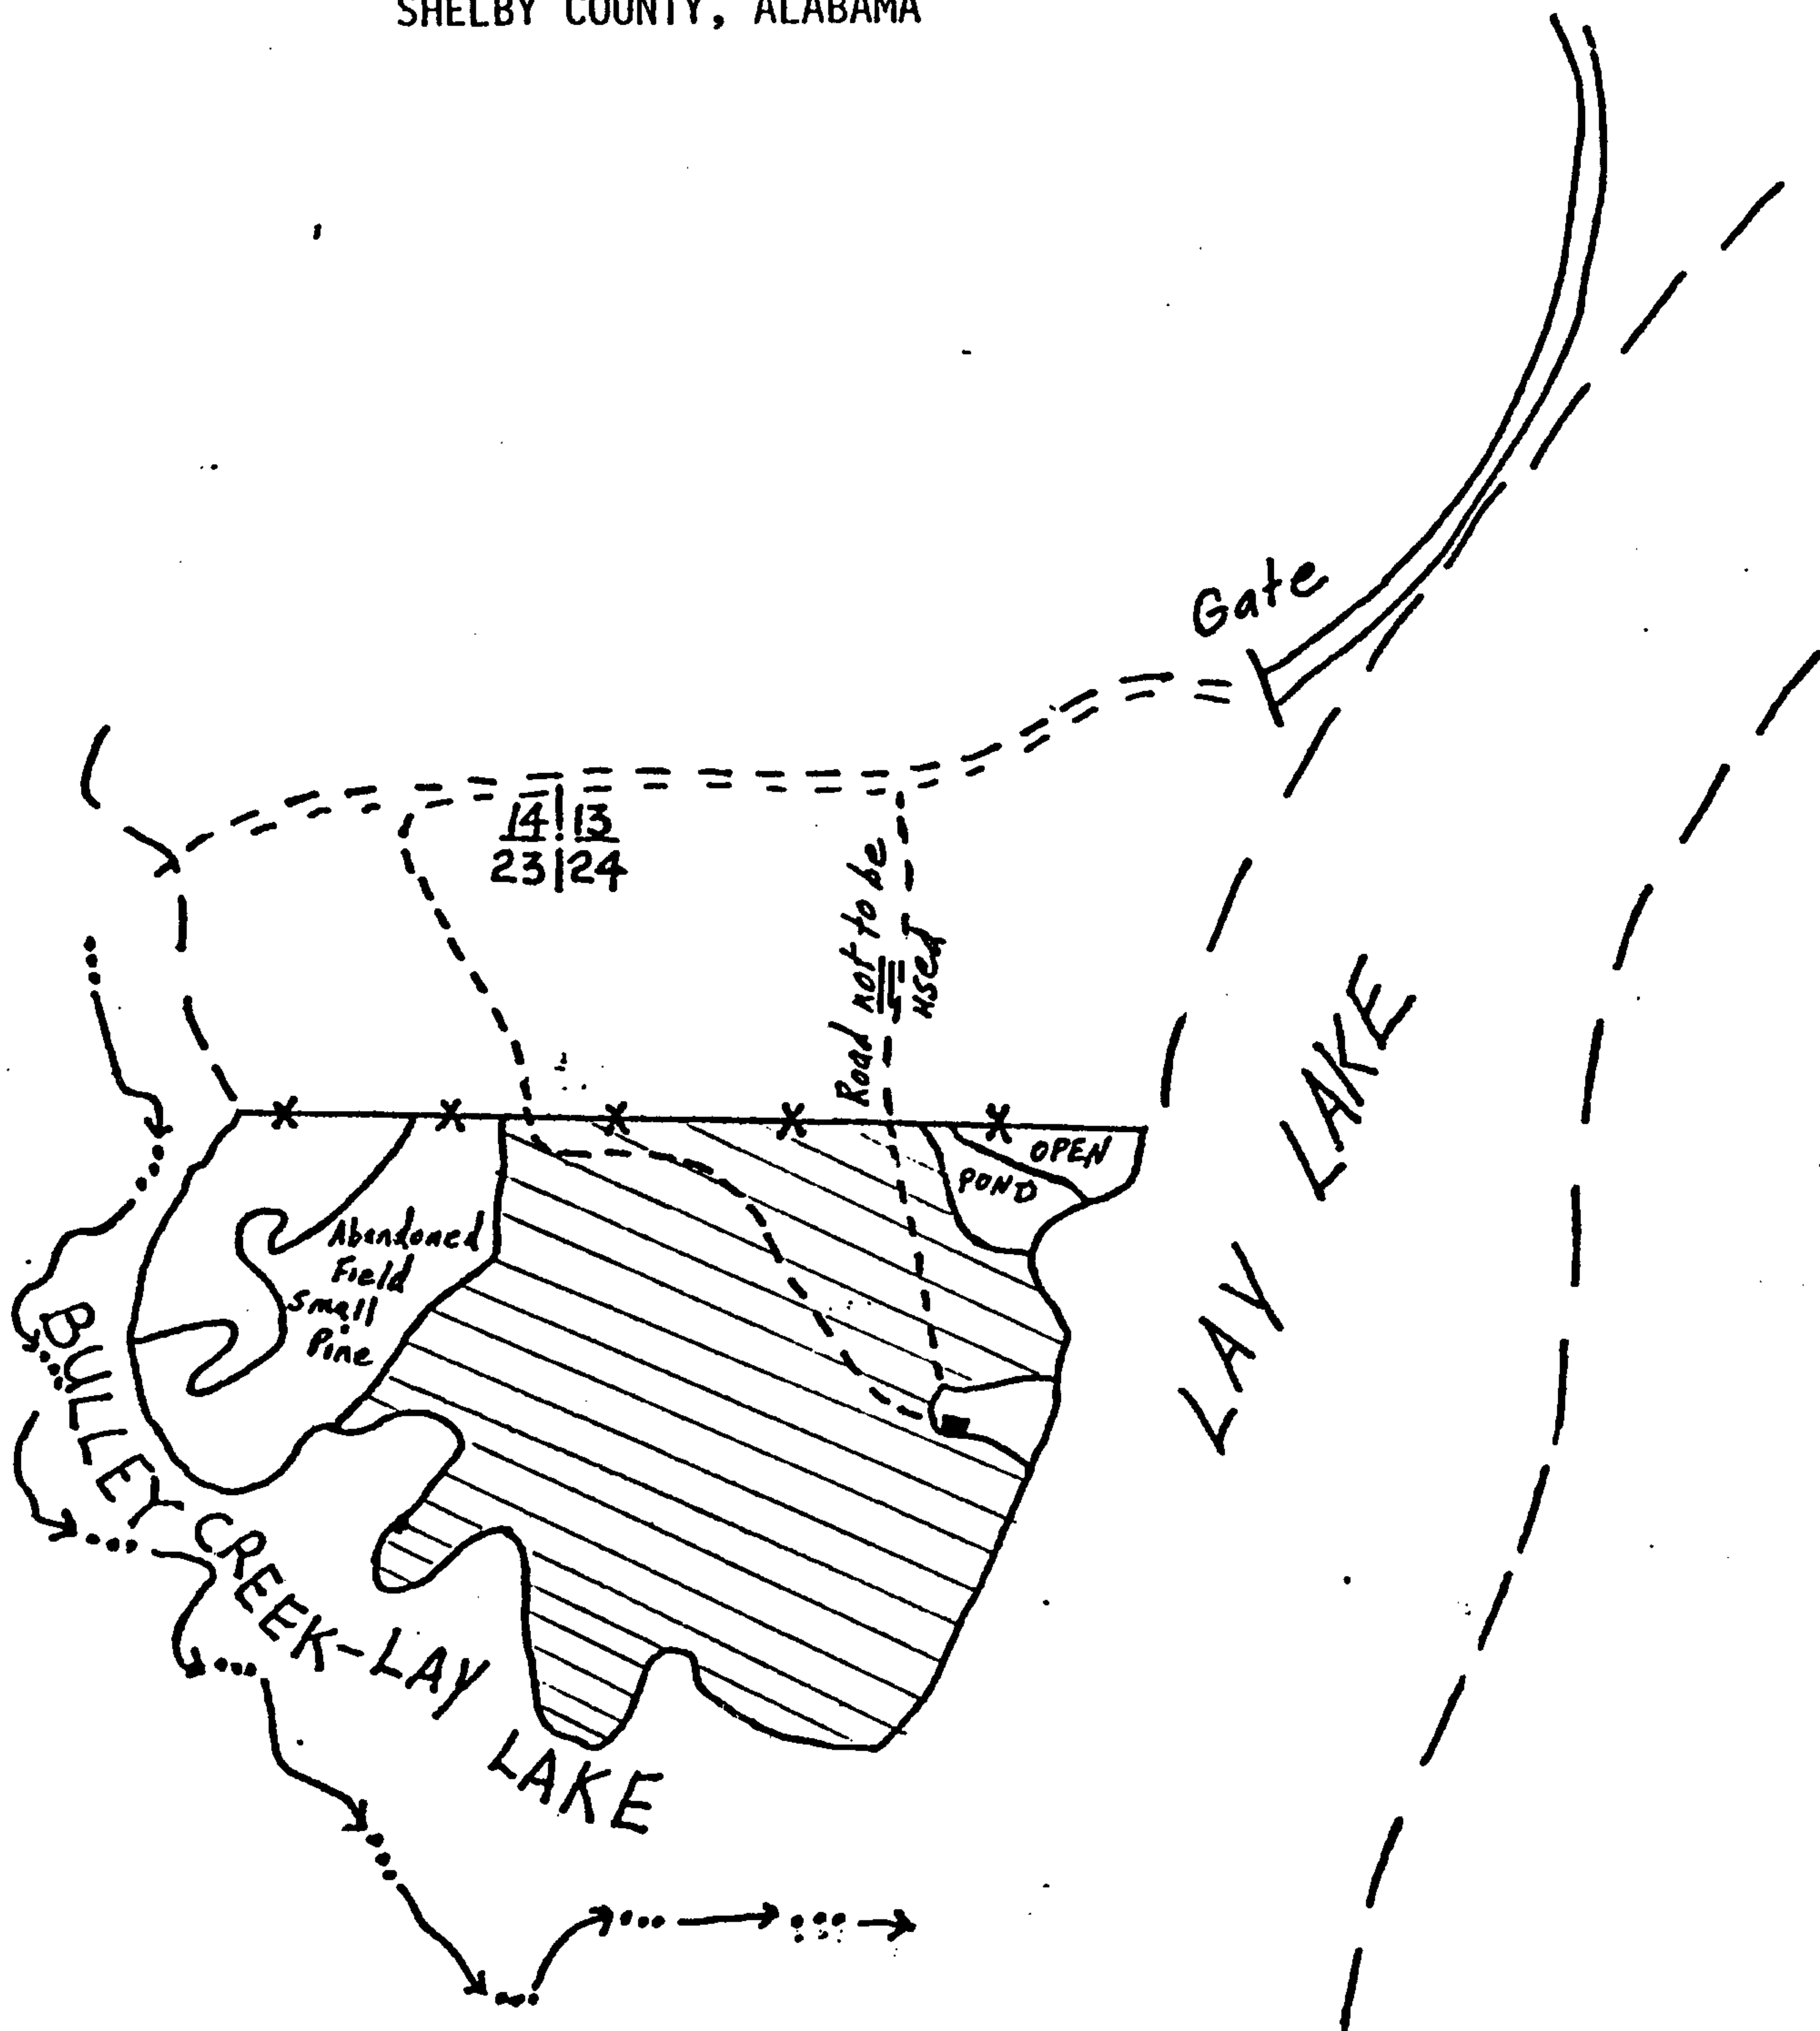 SHELBY COUNTY, ALABAMA
Gate
14 13
23 24
Road not to be
used
OPEN
POND
Abandoned
Field
Small
Pine
LAY LAKE
BULLEY CREEK-LAY LAKE